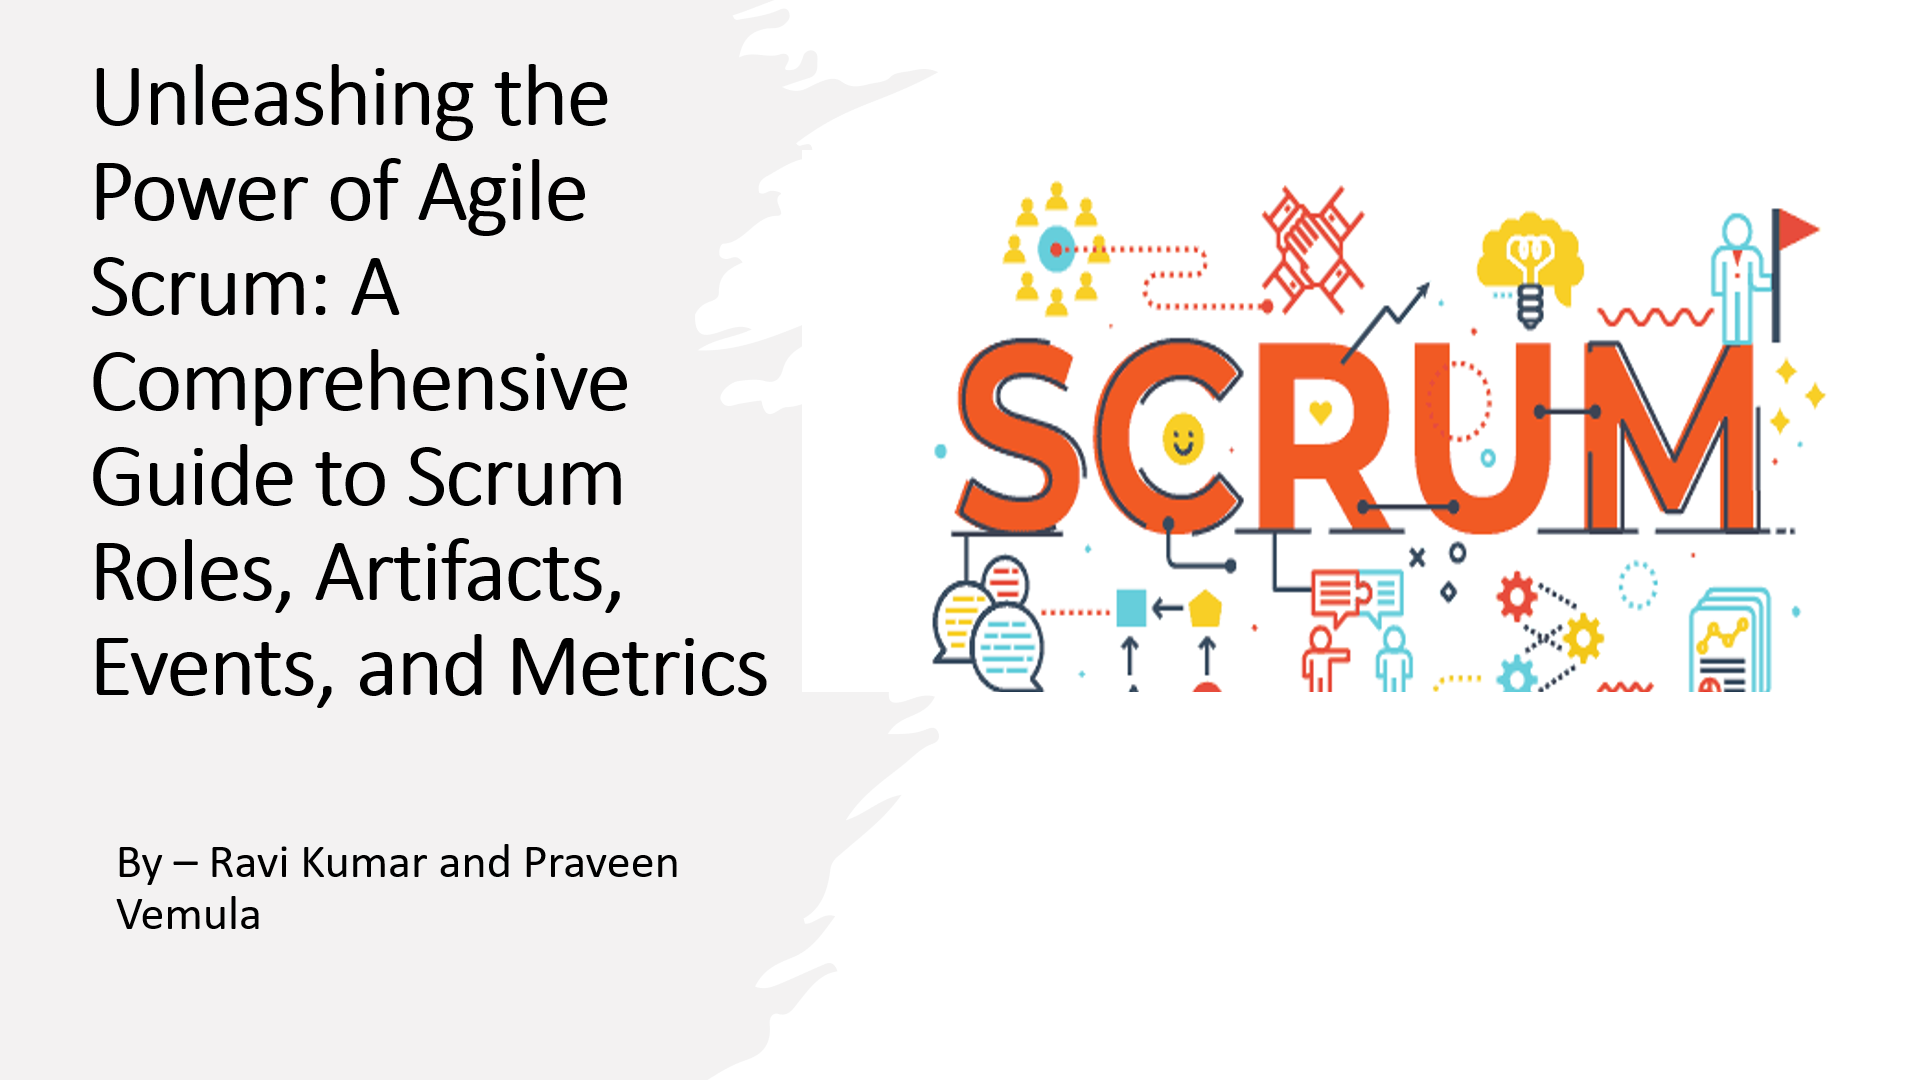 Unleashing the
Power of Agile
Scrum: A
Comprehensive
Guide to Scrum
Roles, Artifacts,
Events, and Metrics
By – Ravi Kumar and Praveen
Vemula
SCRUM